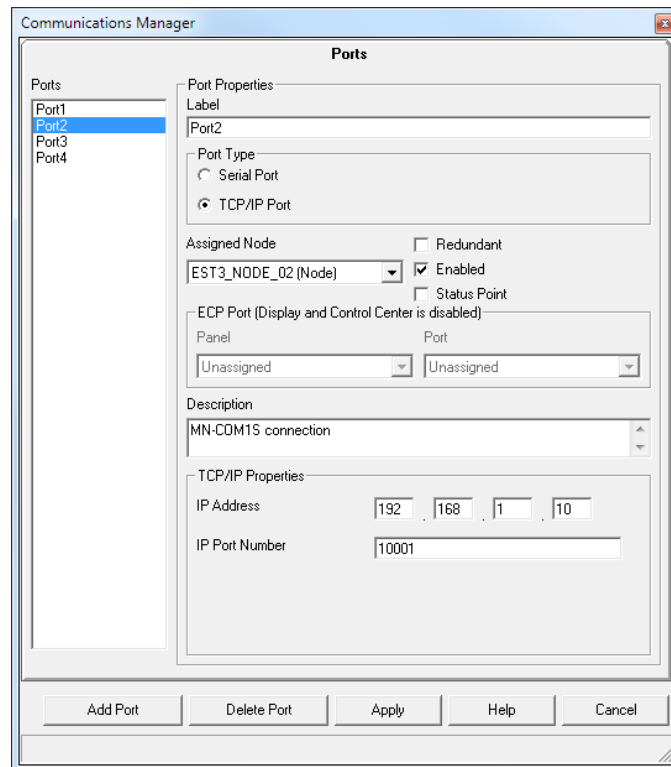 Communications Manager
Ports
Ports
Port1
Port2
Port3
Port4
Port Properties
Label
Port2
Port Type
Serial Port
TCP/IP Port
Assigned Node
EST3_NODE_02 (Node)
Redundant
Enabled
Status Point
ECP Port (Display and Control Center is disabled)
Panel Port
Unassigned Unassigned
Description
MN-COM1S connection
TCP/IP Properties
IP Address 192 . 168 . 1 . 10
IP Port Number 10001
Add Port Delete Port Apply Help Cancel